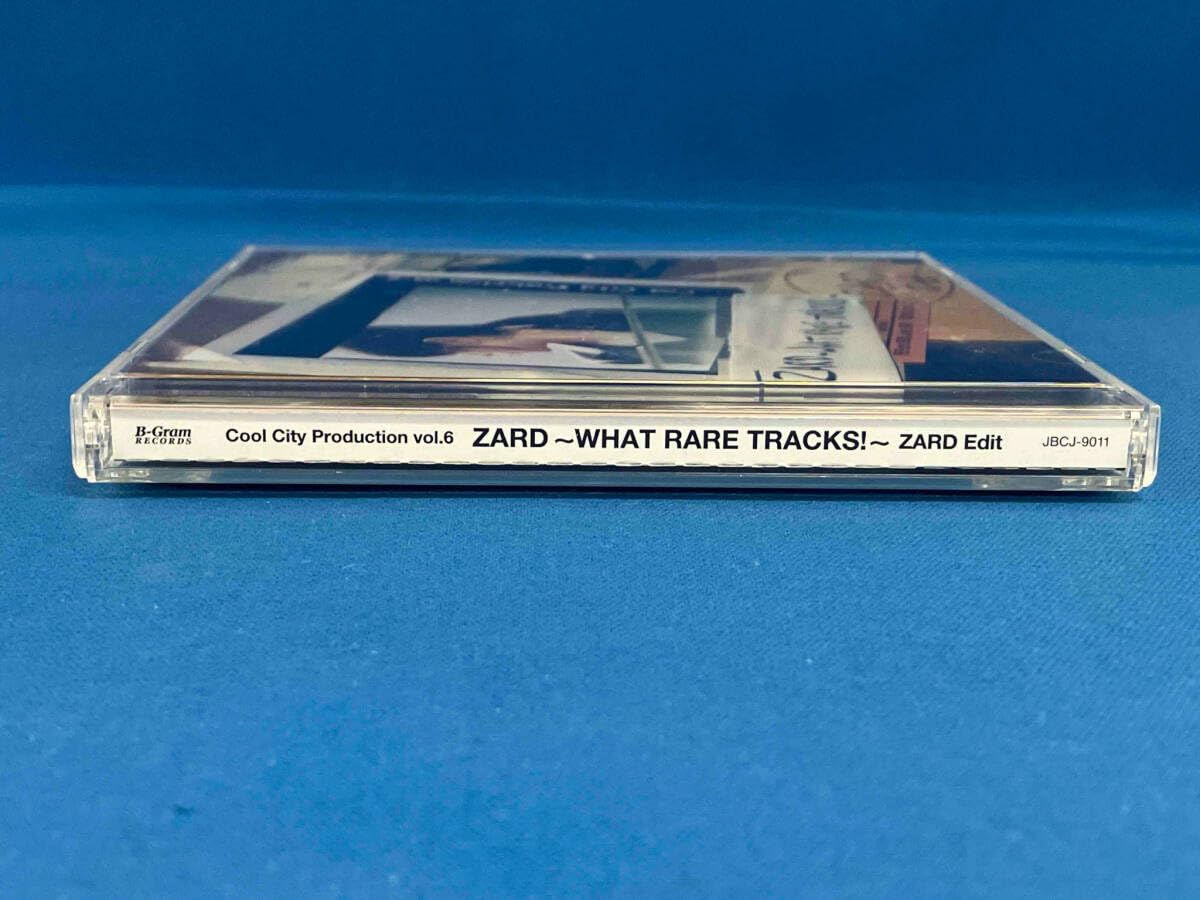 B-Gram
RECORDS
Cool City Production vol.6 ZARD ~WHAT RARE TRACKS!~ ZARD Edit JBCJ-9011